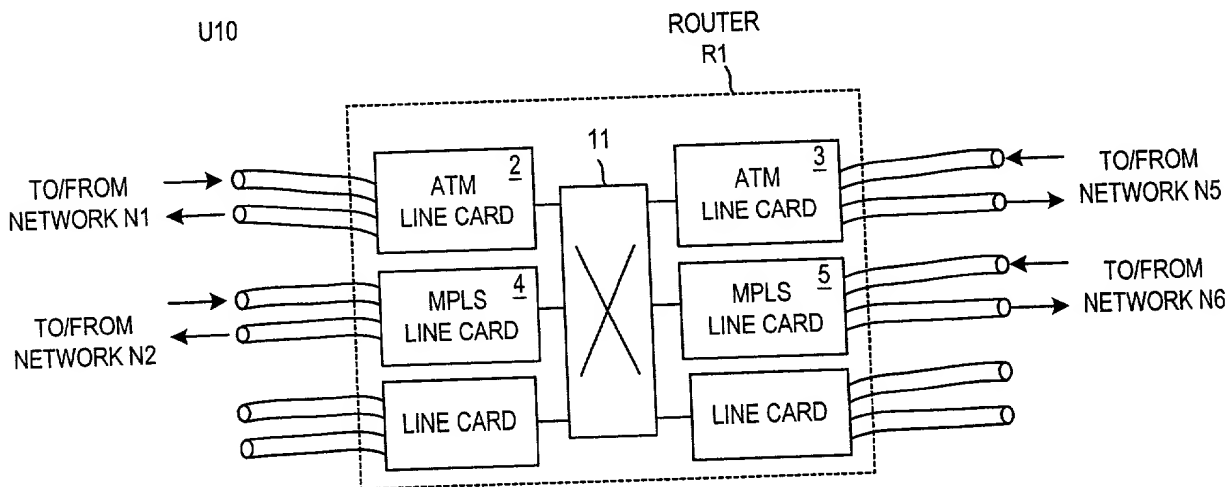 U10
ROUTER
R1
11
TO/FROM
NETWORK N1
2
ATM
LINE CARD
3
ATM
LINE CARD
TO/FROM
NETWORK N5
TO/FROM
NETWORK N2
4
MPLS
LINE CARD
5
MPLS
LINE CARD
TO/FROM
NETWORK N6
LINE CARD
LINE CARD